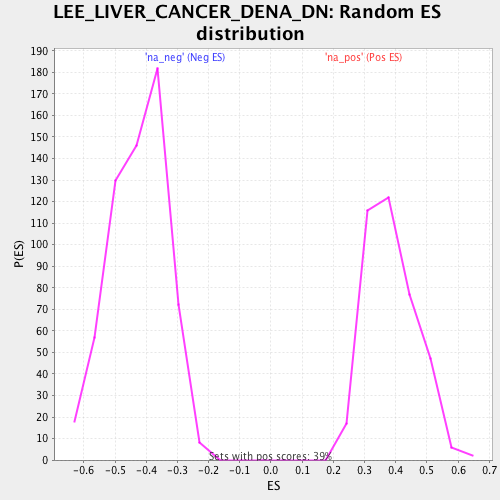 LEE_LIVER_CANCER_DENA_DN: Random ES
distribution
'na_neg' (Neg ES)
'na_pos' (Pos ES)
P(ES)
190
180
170
160
150
140
130
120
110
100
90
80
70
60
50
40
30
20
10
0
Sets with pos scores: 39%
-0.6 -0.5 -0.4 -0.3 -0.2 -0.1 0.0 0.1 0.2 0.3 0.4 0.5 0.6 0.7
ES